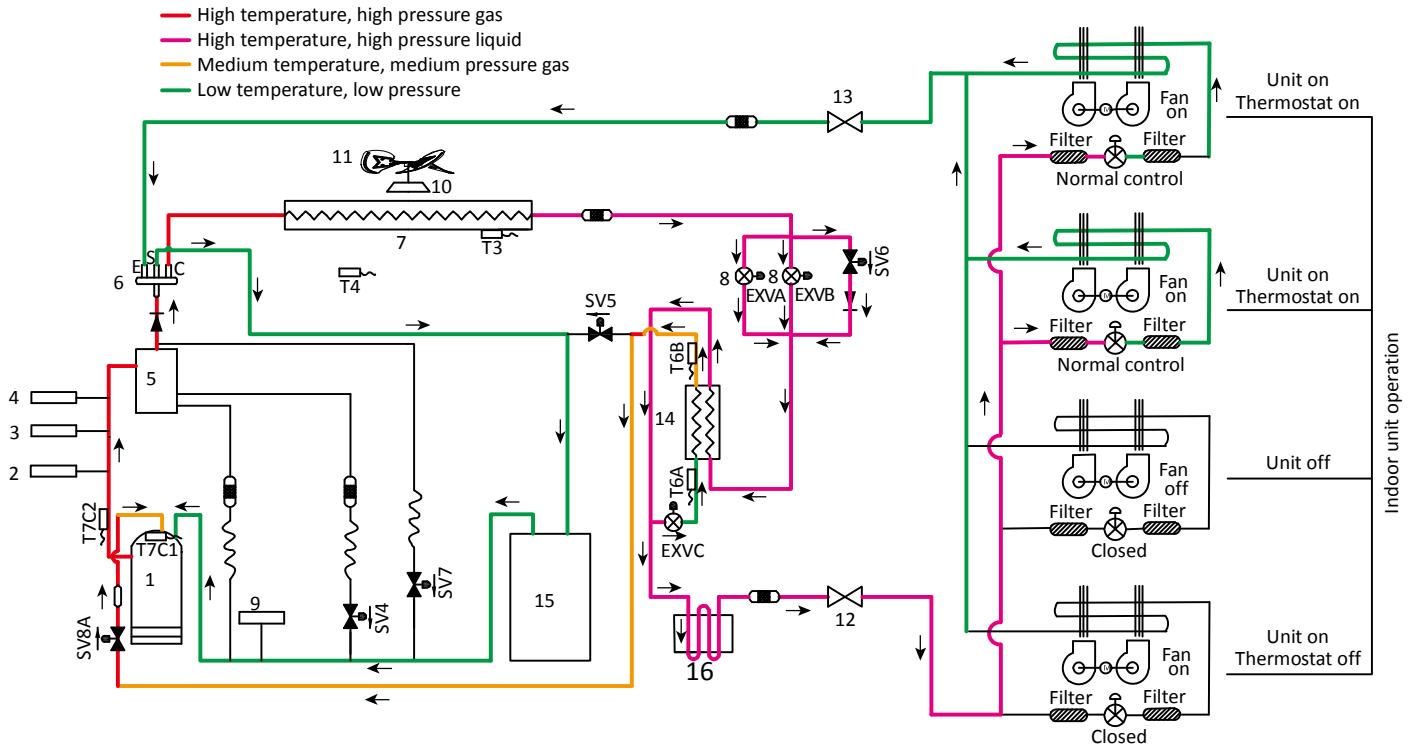 High temperature, high pressure gas
High temperature, high pressure liquid
Medium temperature, medium pressure gas
Low temperature, low pressure
13
11
10
7
T3
T4
E
S
C
6
8
EXVA
8
EXVB
SV6
SV5
T6B
14
T6A
EXVC
5
4
3
2
T7C2
T7C1
1
SV8A
9
SV4
SV7
15
16
12
Fan
on
Filter
Filter
Normal control
Unit on
Thermostat on
Fan
on
Filter
Filter
Normal control
Unit on
Thermostat on
Fan
off
Filter
Filter
Closed
Unit off
Fan
on
Filter
Filter
Closed
Unit on
Thermostat off
Indoor unit operation